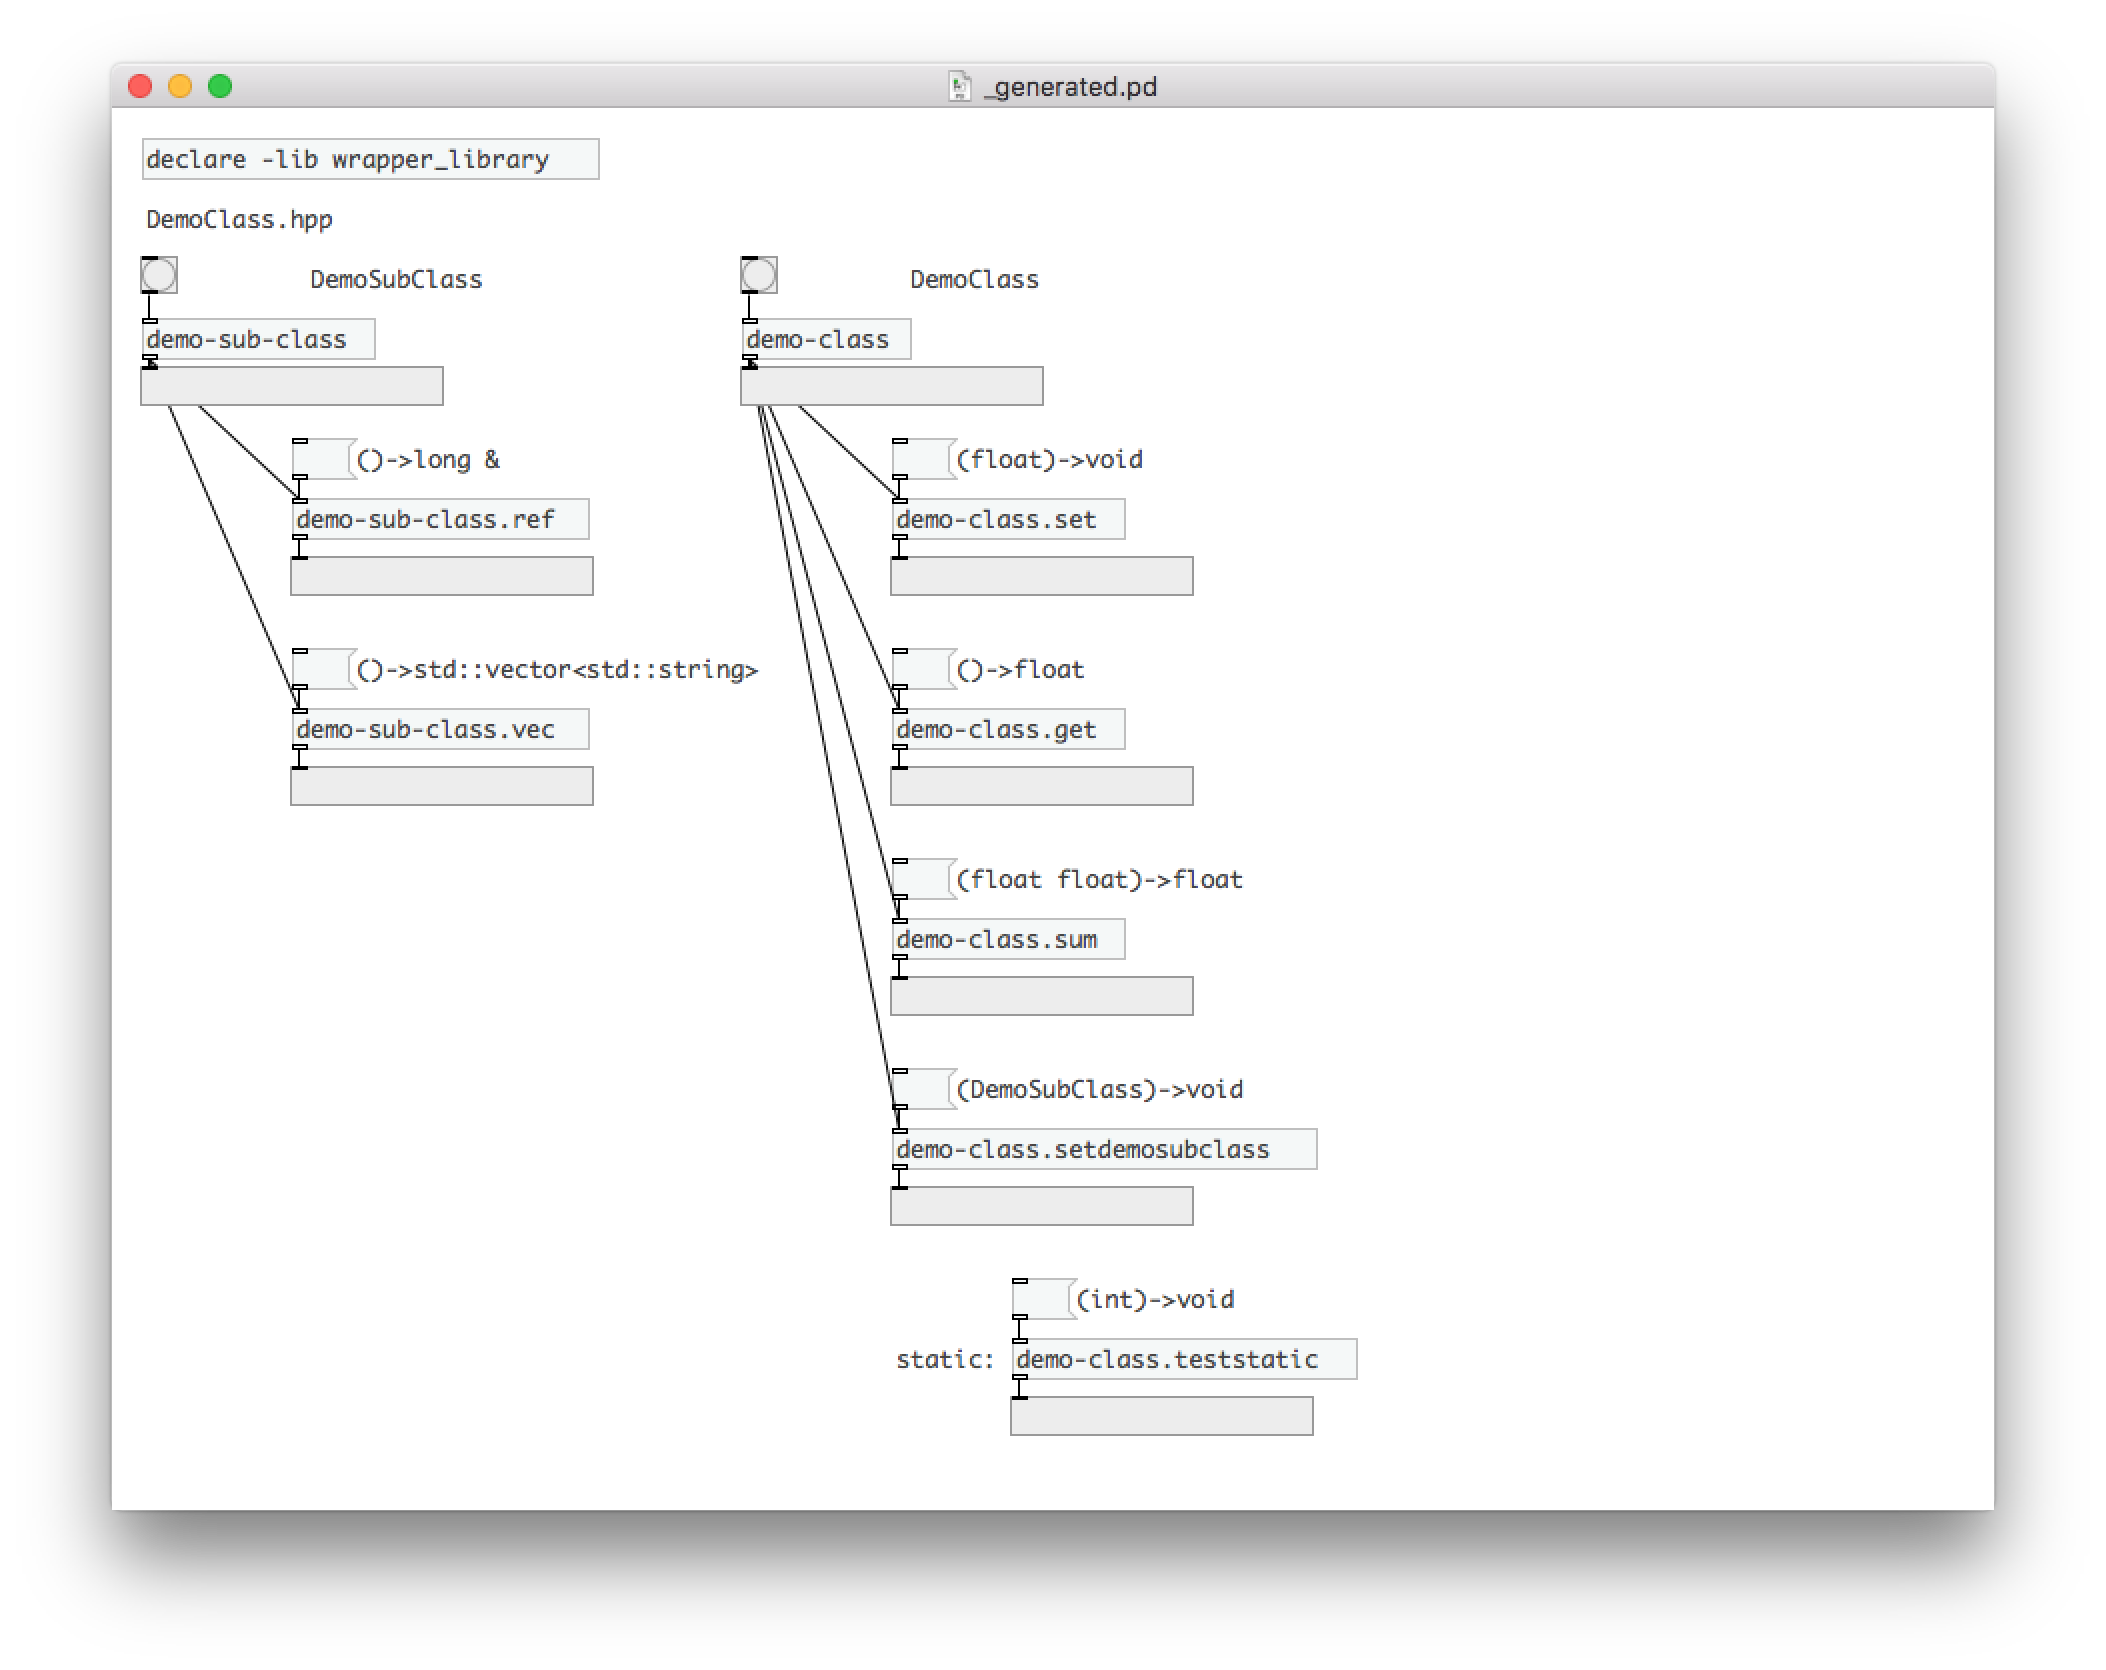 _generated.pd
declare -lib wrapper_library
DemoClass.hpp
DemoSubClass
demo-sub-class
()->long &
demo-sub-class.ref
()->std::vector<std::string>
demo-sub-class.vec
DemoClass
demo-class
(float)->void
demo-class.set
()->float
demo-class.get
(float float)->float
demo-class.sum
(DemoSubClass)->void
demo-class.setdemosubclass
(int)->void
static: demo-class.teststatic